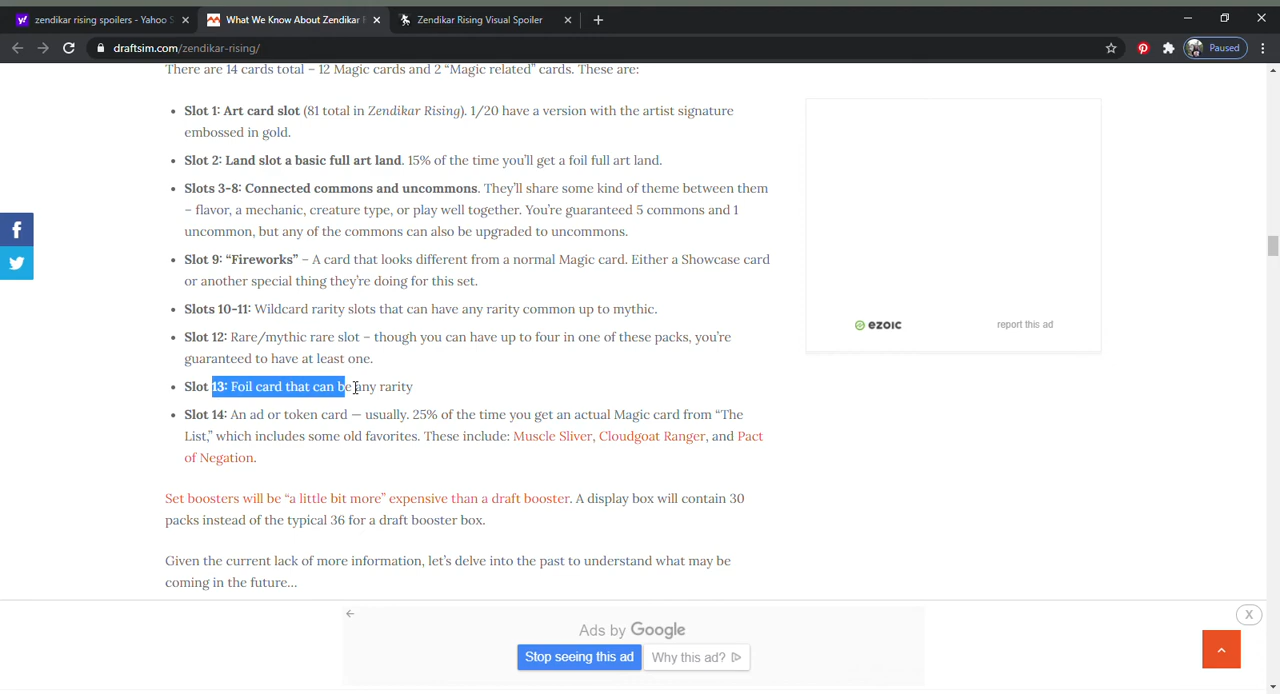 zendikar rising spoilers - Yahoo S
What We Know About Zendikar
Zendikar Rising Visual Spoiler
draftsim.com/zendikar-rising/
Paused
There are 14 cards total – 12 Magic cards and 2 “Magic related” cards. These are:
• Slot 1: Art card slot (81 total in Zendikar Rising). 1/20 have a version with the artist signature
embossed in gold.
• Slot 2: Land slot a basic full art land. 15% of the time you’ll get a foil full art land.
• Slots 3-8: Connected commons and uncommons. They’ll share some kind of theme between them
– flavor, a mechanic, creature type, or play well together. You’re guaranteed 5 commons and 1
uncommon, but any of the commons can also be upgraded to uncommons.
• Slot 9: “Fireworks” – A card that looks different from a normal Magic card. Either a Showcase card
or another special thing they’re doing for this set.
• Slots 10-11: Wildcard rarity slots that can have any rarity common up to mythic.
• Slot 12: Rare/mythic rare slot – though you can have up to four in one of these packs, you’re
guaranteed to have at least one.
• Slot 13: Foil card that can be any rarity
• Slot 14: An ad or token card — usually. 25% of the time you get an actual Magic card from “The
List,” which includes some old favorites. These include: Muscle Sliver, Cloudgoat Ranger, and Pact
of Negation.
Set boosters will be “a little bit more” expensive than a draft booster. A display box will contain 30
packs instead of the typical 36 for a draft booster box.
Given the current lack of more information, let’s delve into the past to understand what may be
coming in the future…
ezoic
report this ad
Ads by Google
Stop seeing this ad
Why this ad?
X